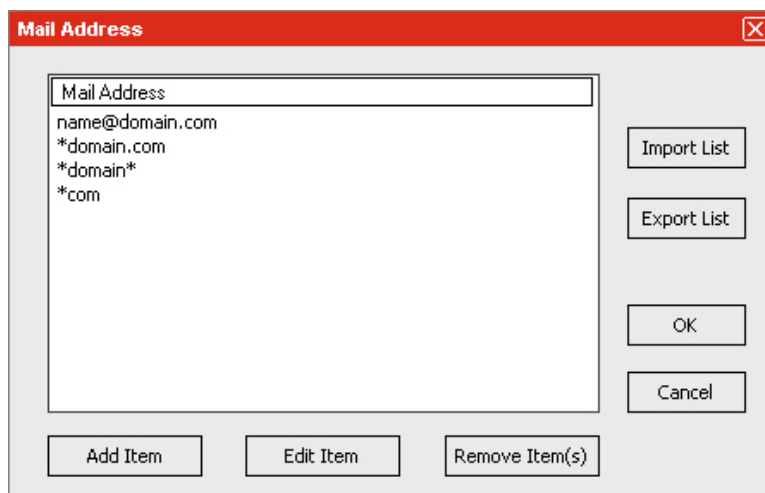 Mail Address
Mail Address
name@domain.com
*domain.com
*domain*
*com
Import List
Export List
OK
Cancel
Add Item
Edit Item
Remove Item(s)